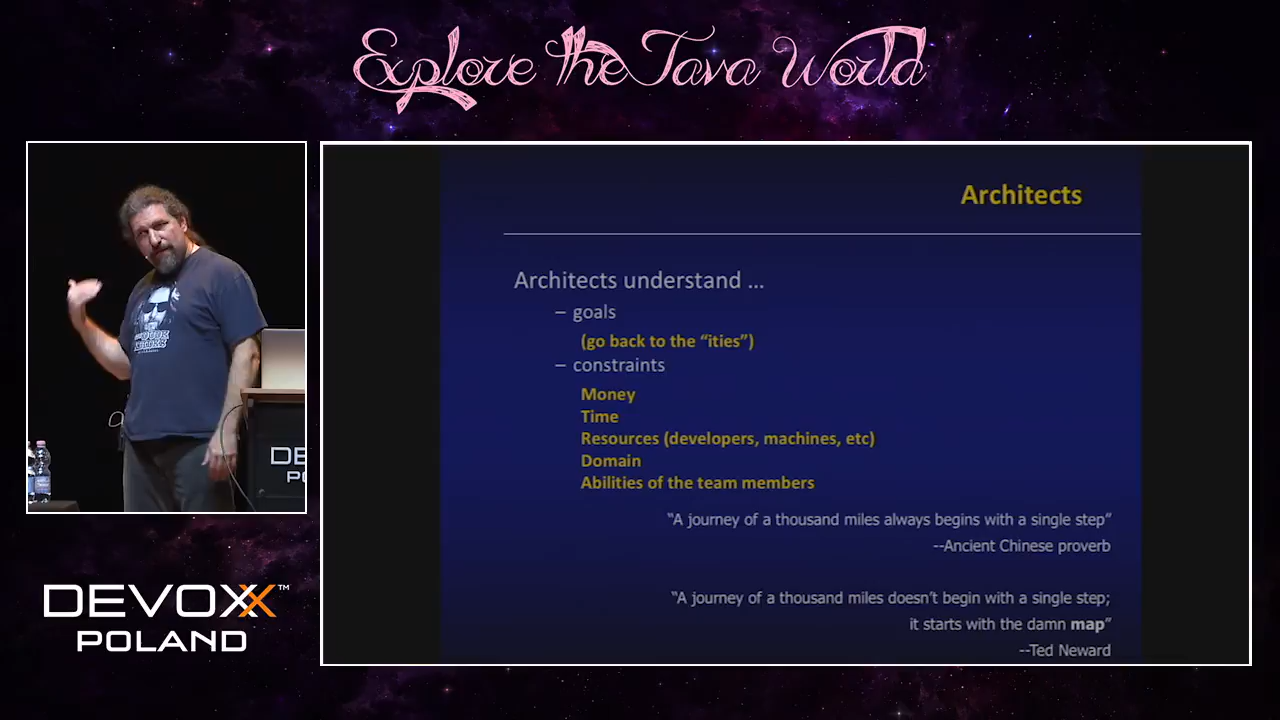 Explore the Java World
Architects
Architects understand ...
– goals
(go back to the “ities”)
– constraints
Money
Time
Resources (developers, machines, etc)
Domain
Abilities of the team members
“A journey of a thousand miles always begins with a single step”
--Ancient Chinese proverb
“A journey of a thousand miles doesn’t begin with a single step;
it starts with the damn map”
--Ted Neward
DE
PO
DEVOXX™
POLAND